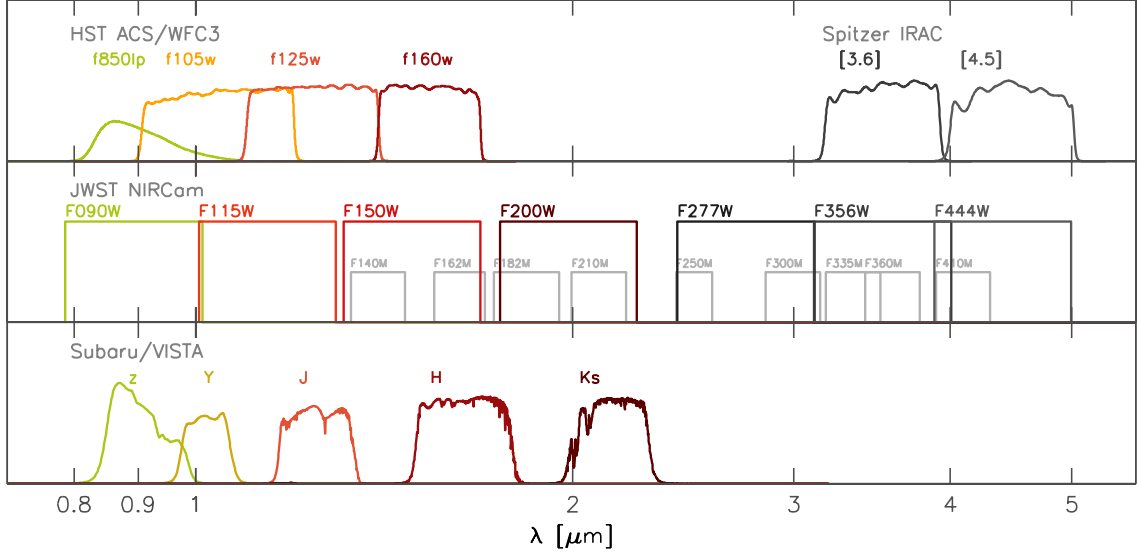 HST ACS/WFC3 Spitzer IRAC
f850lp f105w f125w f160w [3.6] [4.5]
JWST NIRCam
F090W F115W F150W F200W F277W F356W F444W
F140M F162M F182M F210M F250M F300M F335M F360M F410M
Subaru/VISTA
z Y J H Ks
0.8 0.9 1 2 3 4 5
λ [μm]